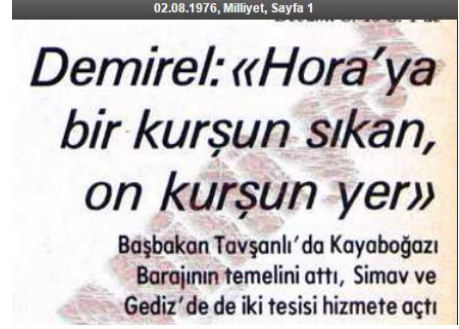 02.08.1976, Milliyet, Sayfa 1
Demirel: «Hora'ya
bir kurşun sıkan,
on kurşun yer»
Başbakan Tavşanlı'da Kayaboğazı
Barajının temelini attı, Simav ve
Gediz'de de iki tesisi hizmete açtı